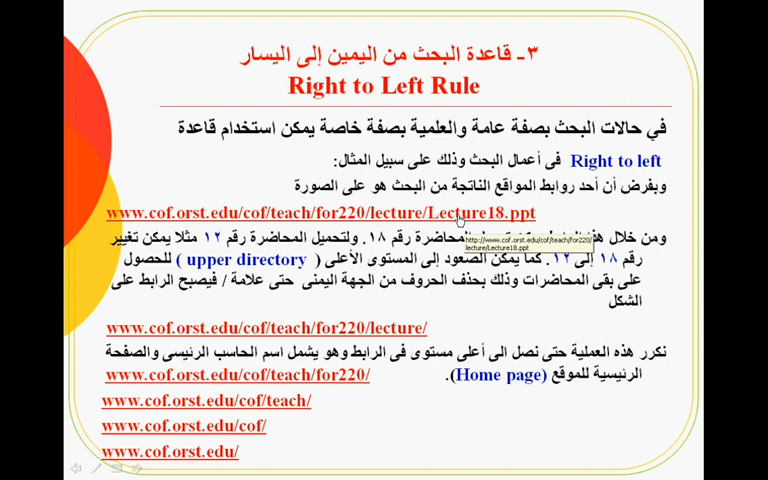 ٣- قاعدة البحث من اليمين إلى اليسار
Right to Left Rule
في حالات البحث بصفة عامة والعلمية بصفة خاصة يمكن استخدام قاعدة
Right to left فى أعمال البحث وذلك على سبيل المثال:
وبفرض أن أحد روابط المواقع الناتجة من البحث هو على الصورة
www.cof.orst.edu/cof/teach/for220/lecture/Lecture18.ppt
http://www.cof.orst.edu/cof/teach/for220/
lecture/Lecture18.ppt
ومن خلال المحاضرة رقم ١٨. ولتحميل المحاضرة رقم ١٢ مثلا يمكن تغيير
رقم ١٨ إلى ١٢. كما يمكن الصعود إلى المستوى الأعلى ( upper directory ) للحصول
على بقى المحاضرات وذلك بحذف الحروف من الجهة اليمنى حتى علامة / فيصبح الرابط على
الشكل
www.cof.orst.edu/cof/teach/for220/lecture/
نكرر هذه العملية حتى نصل الى أعلى مستوى فى الرابط وهو يشمل اسم الحاسب الرئيسى والصفحة
الرئيسية للموقع (Home page).
www.cof.orst.edu/cof/teach/for220/
www.cof.orst.edu/cof/teach/
www.cof.orst.edu/cof/
www.cof.orst.edu/